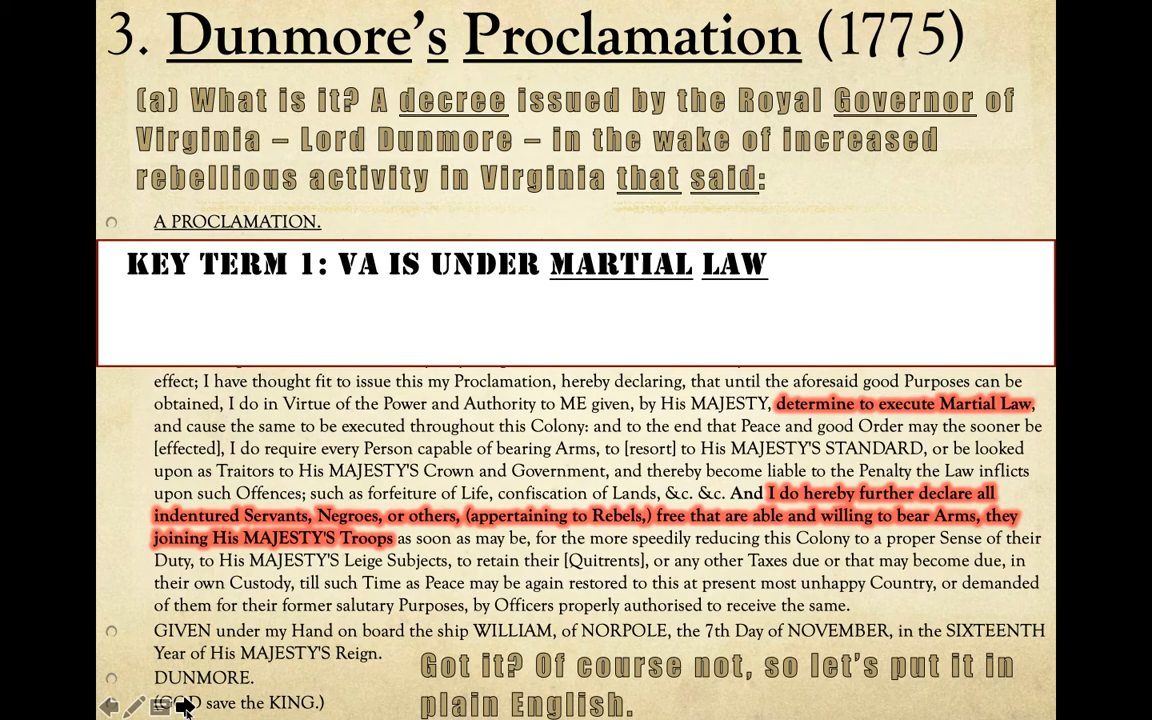 3. Dunmore's Proclamation (1775)
(a) What is it? A decree issued by the Royal Governor of
Virginia – Lord Dunmore – in the wake of increased
rebellious activity in Virginia that said:
A PROCLAMATION.
KEY TERM 1: VA IS UNDER MARTIAL LAW
effect; I have thought fit to issue this my Proclamation, hereby declaring, that until the aforesaid good Purposes can be
obtained, I do in Virtue of the Power and Authority to ME given, by His MAJESTY, determine to execute Martial Law,
and cause the same to be executed throughout this Colony: and to the end that Peace and good Order may the sooner be
[effected], I do require every Person capable of bearing Arms, to [resort] to His MAJESTY'S STANDARD, or be looked
upon as Traitors to His MAJESTY'S Crown and Government, and thereby become liable to the Penalty the Law inflicts
upon such Offences; such as forfeiture of Life, confiscation of Lands, &c. &c. And I do hereby further declare all
indentured Servants, Negroes, or others, (appertaining to Rebels,) free that are able and willing to bear Arms, they
joining His MAJESTY'S Troops as soon as may be, for the more speedily reducing this Colony to a proper Sense of their
Duty, to His MAJESTY'S Leige Subjects, to retain their [Quitrents], or any other Taxes due or that may become due, in
their own Custody, till such Time as Peace may be again restored to this at present most unhappy Country, or demanded
of them for their former salutary Purposes, by Officers properly authorised to receive the same.
GIVEN under my Hand on board the ship WILLIAM, of NORPOLE, the 7th Day of NOVEMBER, in the SIXTEENTH
Year of His MAJESTY'S Reign.
DUNMORE.
(GOD save the KING.)
Got it? Of course not, so let's put it in
plain English.